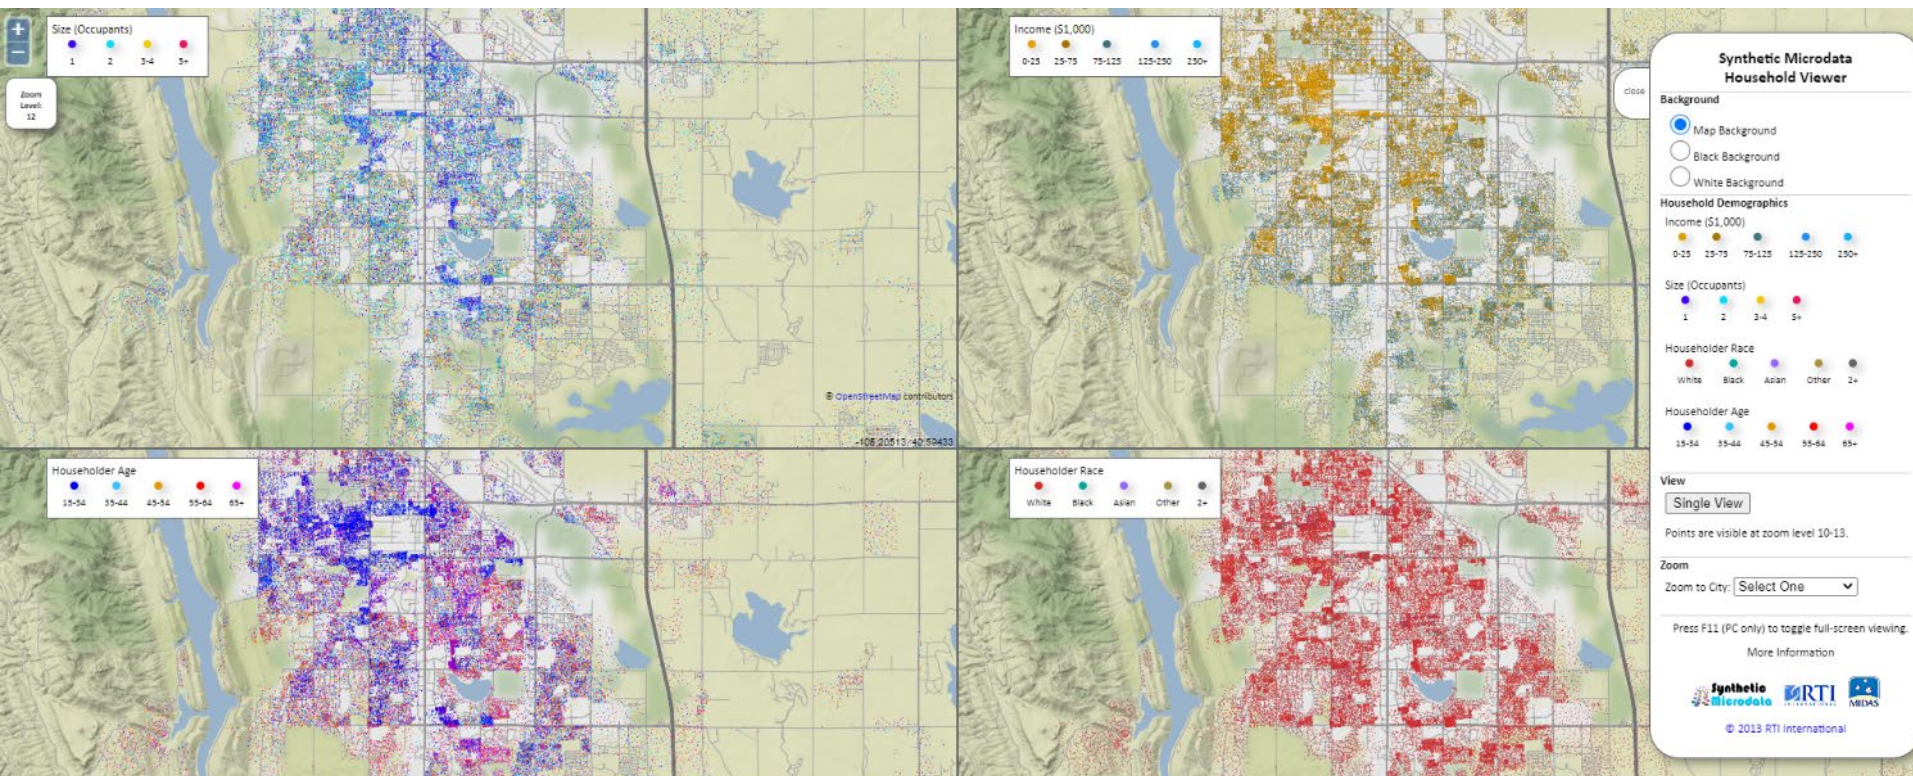 +
−
Zoom
Level:
12
Size (Occupants)
1 2 3-4 5+
© OpenStreetMap contributors
Income ($1,000)
0-25 25-75 75-125 125-250 250+
close
Householder Age
15-34 35-44 45-54 55-64 65+
Householder Race
White Black Asian Other 2+
Synthetic Microdata
Household Viewer
Background
Map Background
Black Background
White Background
Household Demographics
Income ($1,000)
0-25 25-75 75-125 125-250 250+
Size (Occupants)
1 2 3-4 5+
Householder Race
White Black Asian Other 2+
Householder Age
15-34 35-44 45-54 55-64 65+
View
Single View
Points are visible at zoom level 10-13.
Zoom
Zoom to City: Select One
Press F11 (PC only) to toggle full-screen viewing.
More Information
Synthetic
Microdata
RTI
INTERNATIONAL
MIDAS
© 2013 RTI International